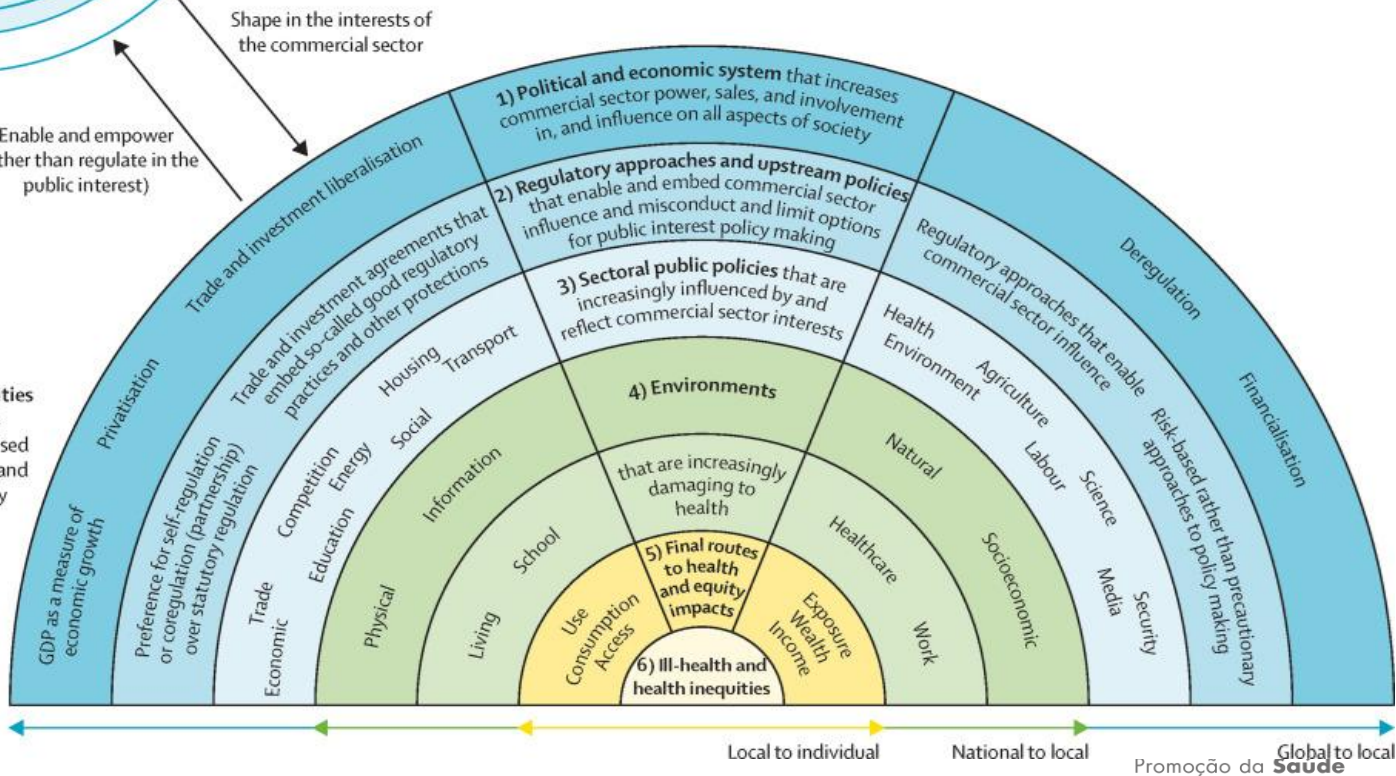 Shape in the interests of
the commercial sector
Enable and empower
ther than regulate in the
public interest)
ties
sed
and
y
1) Political and economic system that increases
commercial sector power, sales, and involvement
in, and influence on all aspects of society
GDP as a measure of
economic growth
Privatisation
Trade and investment liberalisation
Deregulation
Financialisation
2) Regulatory approaches and upstream policies
that enable and embed commercial sector
influence and misconduct and limit options
for public interest policy making
Preference for self-regulation
or coregulation (partnership)
over statutory regulation
Trade and investment agreements that
embed so-called good regulatory
practices and other protections
Regulatory approaches that enable
commercial sector influence
Risk-based rather than precautionary
approaches to policy making
3) Sectoral public policies that are
increasingly influenced by and
reflect commercial sector interests
Economic
Trade
Education
Competition
Energy
Social
Housing
Transport
Health
Environment
Agriculture
Labour
Science
Media
Security
4) Environments
Physical
Information
Natural
Socioeconomic
that are increasingly
damaging to
health
Living
School
Healthcare
Work
5) Final routes
to health
and equity
impacts
Use
Consumption
Access
Exposure
Wealth
Income
6) Ill-health and
health inequities
Local to individual
National to local
Global to local
Promoção da Saúde